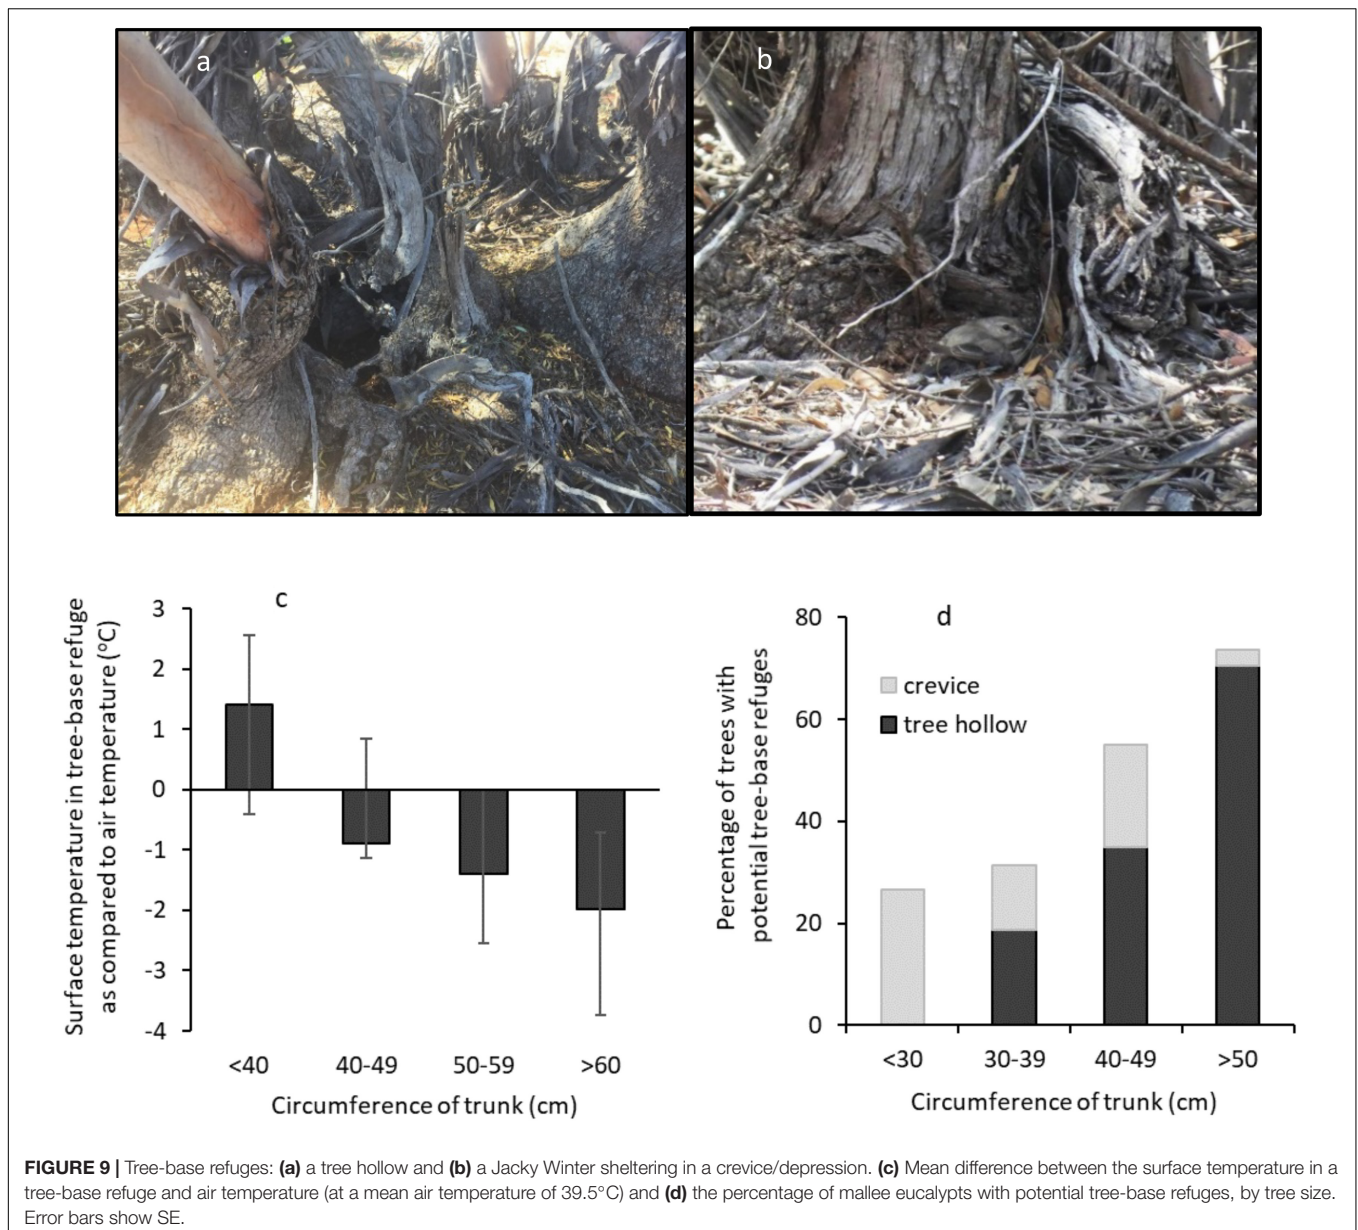 a
b
c
Surface temperature in tree-base refuge
as compared to air temperature (°C)
3
2
1
0
-1
-2
-3
-4
<40 40-49 50-59 >60
Circumference of trunk (cm)
d
Percentage of trees with
potential tree-base refuges
80
60
40
20
0
crevice
tree hollow
<30 30-39 40-49 >50
Circumference of trunk (cm)
FIGURE 9 | Tree-base refuges: (a) a tree hollow and (b) a Jacky Winter sheltering in a crevice/depression. (c) Mean difference between the surface temperature in a
tree-base refuge and air temperature (at a mean air temperature of 39.5°C) and (d) the percentage of mallee eucalypts with potential tree-base refuges, by tree size.
Error bars show SE.